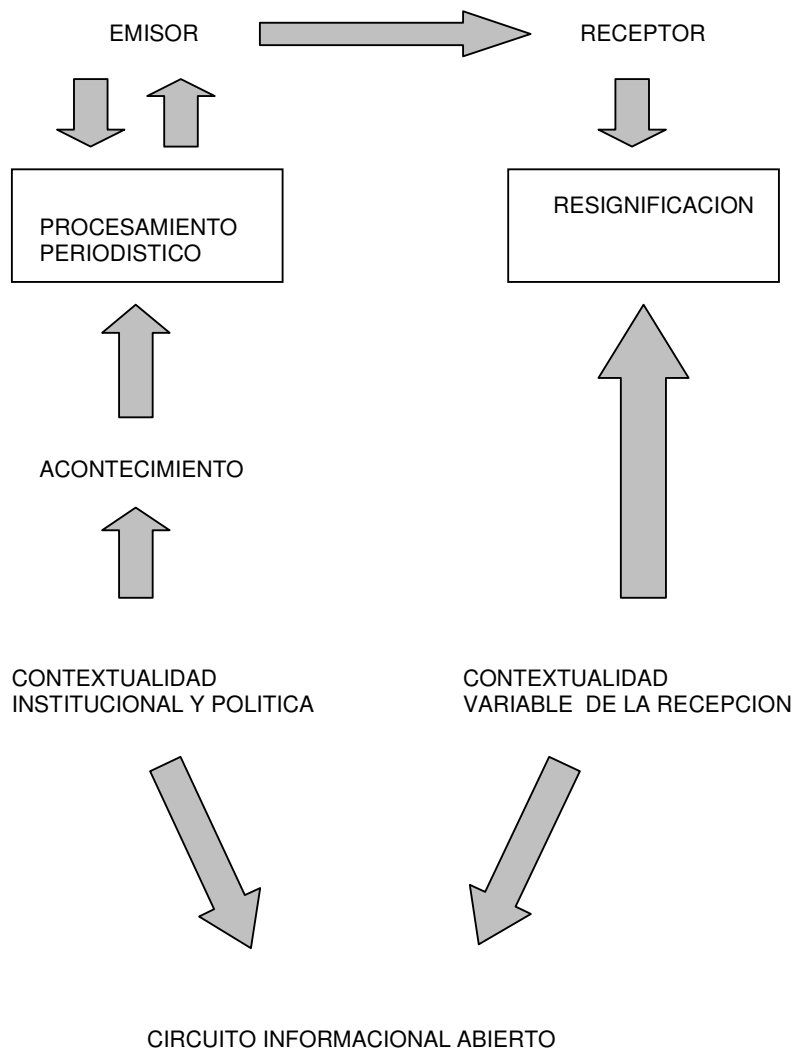 EMISOR
RECEPTOR
PROCESAMIENTO
PERIODISTICO
RESIGNIFICACION
ACONTECIMIENTO
CONTEXTUALIDAD
INSTITUCIONAL Y POLITICA
CONTEXTUALIDAD
VARIABLE DE LA RECEPCION
CIRCUITO INFORMACIONAL ABIERTO